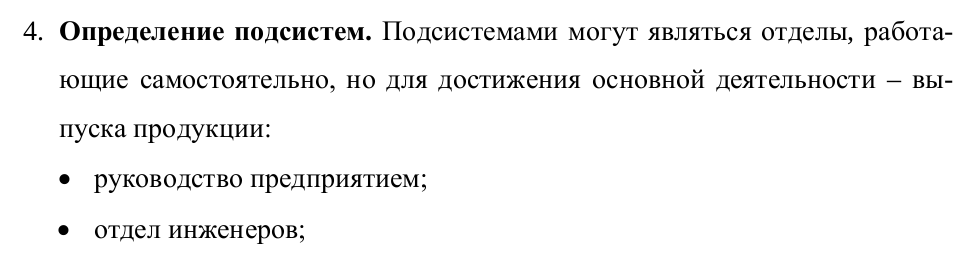 4. Определение подсистем. Подсистемами могут являться отделы, работа-
ющие самостоятельно, но для достижения основной деятельности – вы-
пуска продукции:
• руководство предприятием;
• отдел инженеров;